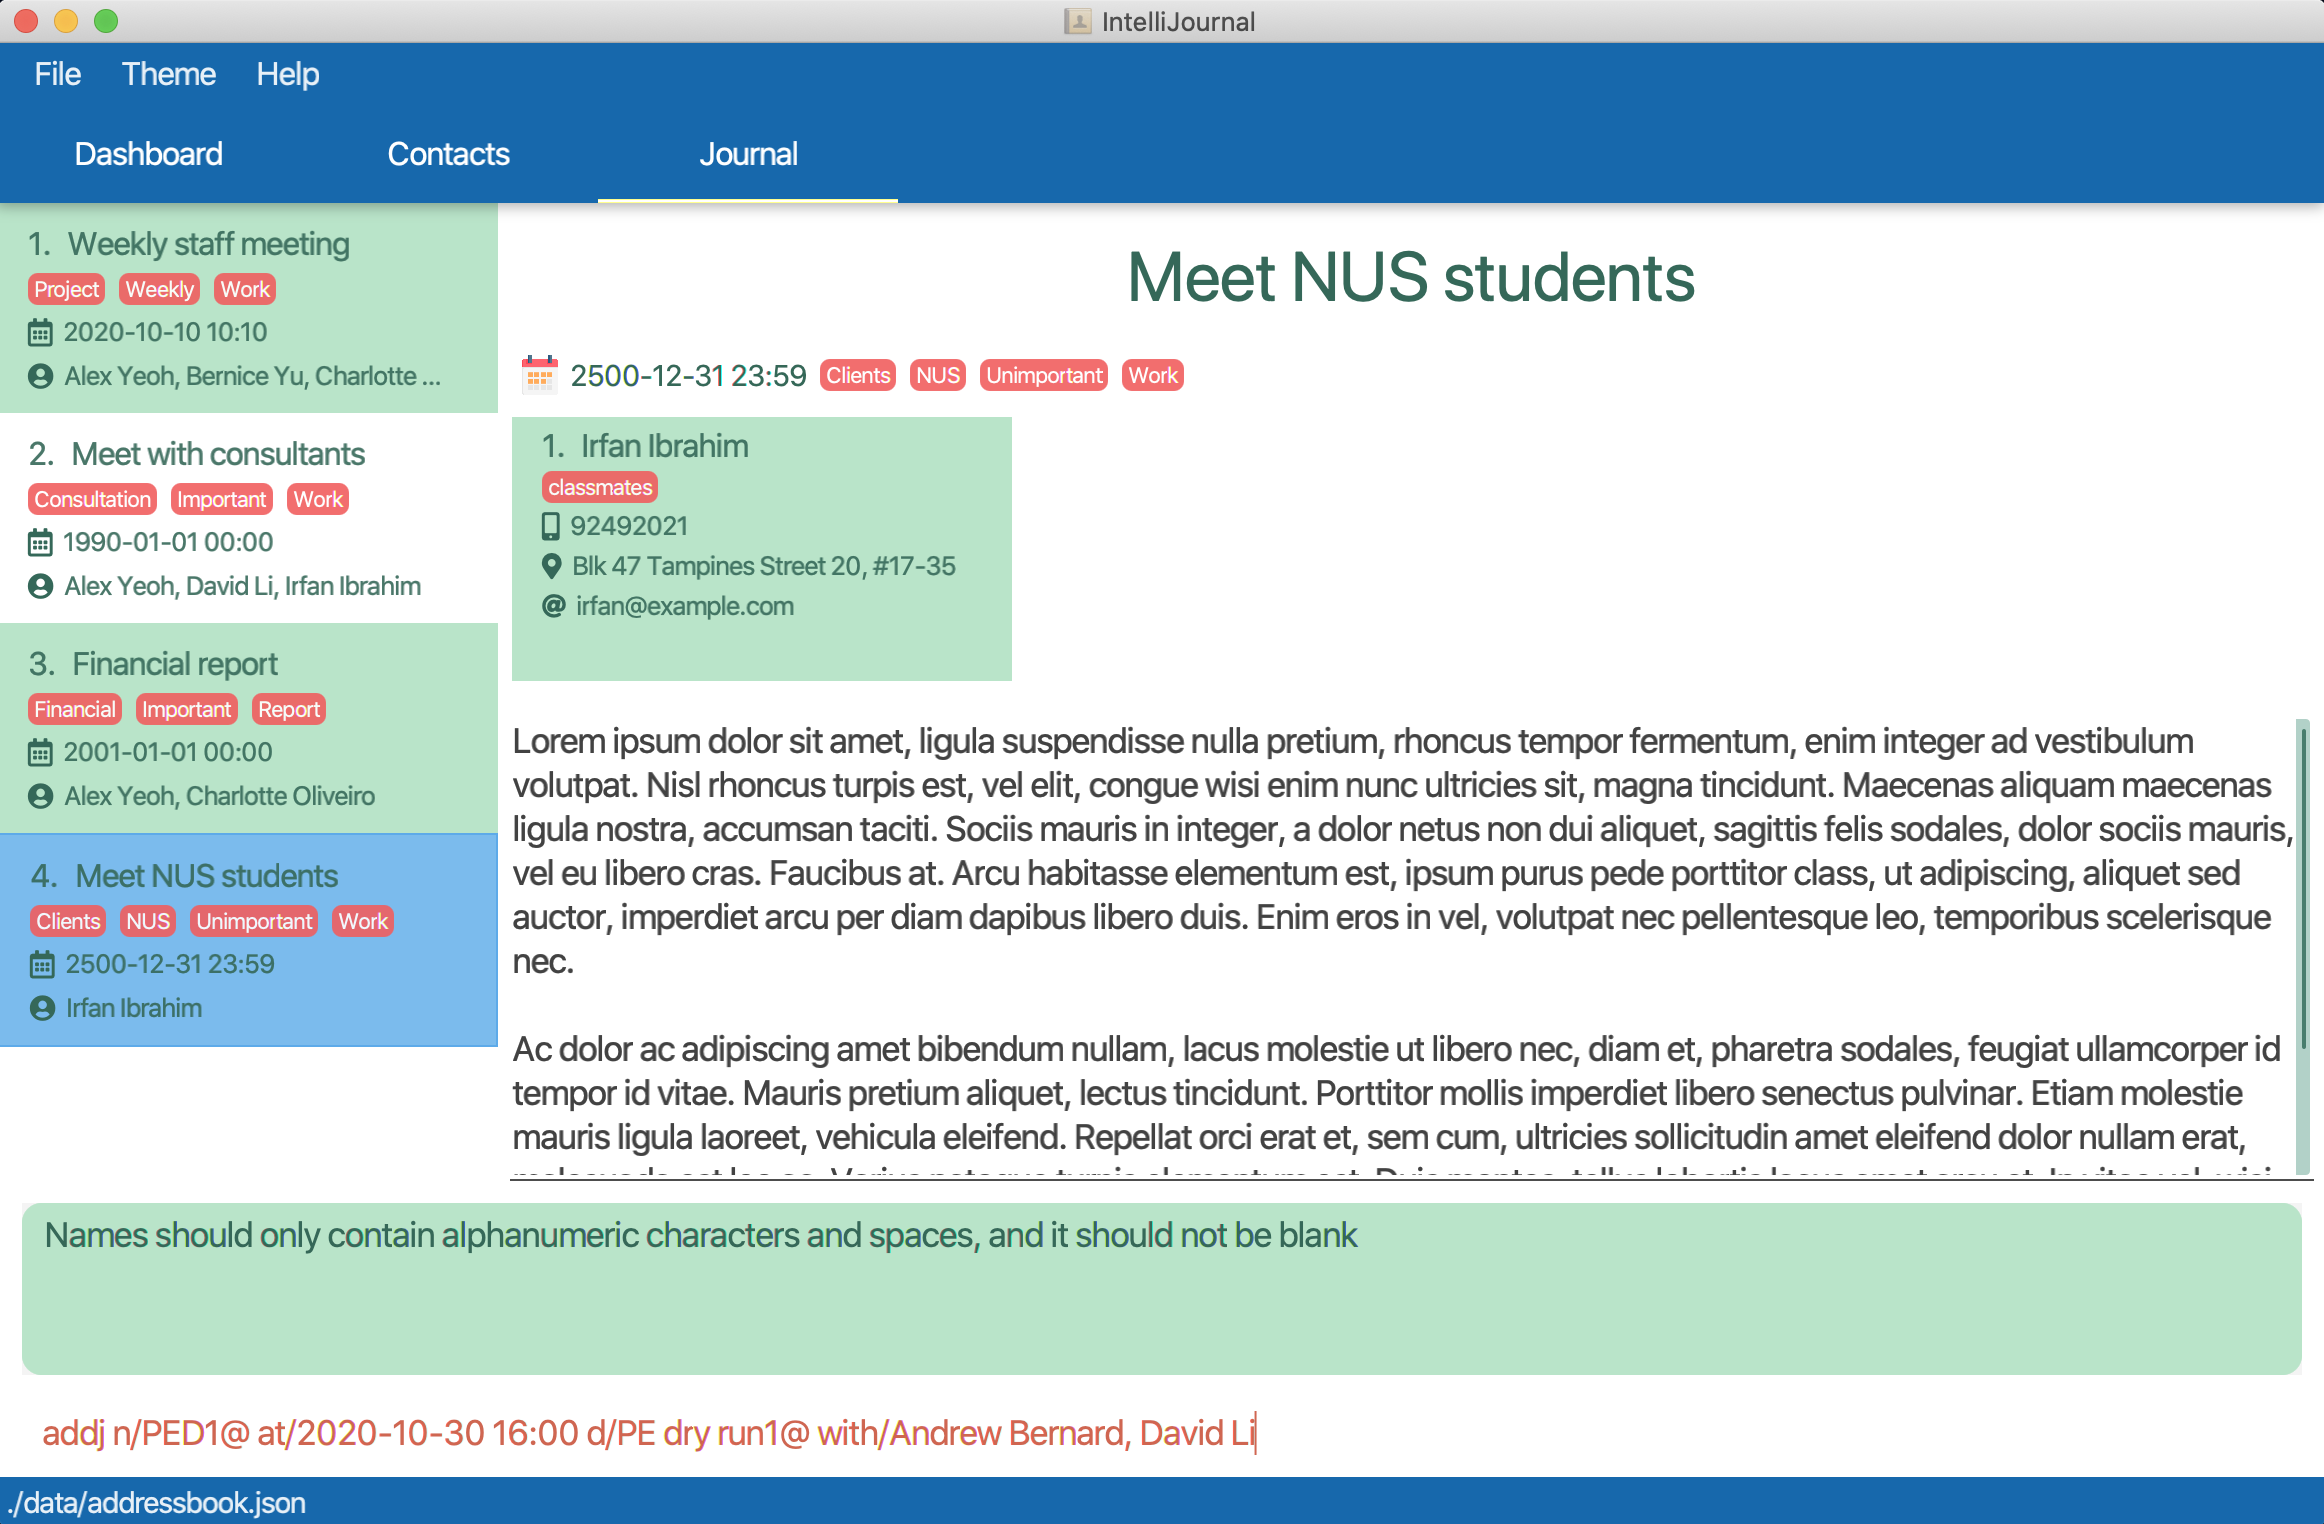 IntelliJournal
File Theme Help
Dashboard Contacts Journal
1. Weekly staff meeting
Project Weekly Work
2020-10-10 10:10
Alex Yeoh, Bernice Yu, Charlotte ...
2. Meet with consultants
Consultation Important Work
1990-01-01 00:00
Alex Yeoh, David Li, Irfan Ibrahim
3. Financial report
Financial Important Report
2001-01-01 00:00
Alex Yeoh, Charlotte Oliveiro
4. Meet NUS students
Clients NUS Unimportant Work
2500-12-31 23:59
Irfan Ibrahim
Meet NUS students
2500-12-31 23:59 Clients NUS Unimportant Work
1. Irfan Ibrahim
classmates
92492021
Blk 47 Tampines Street 20, #17-35
irfan@example.com
Lorem ipsum dolor sit amet, ligula suspendisse nulla pretium, rhoncus tempor fermentum, enim integer ad vestibulum
volutpat. Nisl rhoncus turpis est, vel elit, congue wisi enim nunc ultricies sit, magna tincidunt. Maecenas aliquam maecenas
ligula nostra, accumsan taciti. Sociis mauris in integer, a dolor netus non dui aliquet, sagittis felis sodales, dolor sociis mauris,
vel eu libero cras. Faucibus at. Arcu habitasse elementum est, ipsum purus pede porttitor class, ut adipiscing, aliquet sed
auctor, imperdiet arcu per diam dapibus libero duis. Enim eros in vel, volutpat nec pellentesque leo, temporibus scelerisque
nec.
Ac dolor ac adipiscing amet bibendum nullam, lacus molestie ut libero nec, diam et, pharetra sodales, feugiat ullamcorper id
tempor id vitae. Mauris pretium aliquet, lectus tincidunt. Porttitor mollis imperdiet libero senectus pulvinar. Etiam molestie
mauris ligula laoreet, vehicula eleifend. Repellat orci erat et, sem cum, ultricies sollicitudin amet eleifend dolor nullam erat,
Names should only contain alphanumeric characters and spaces, and it should not be blank
addj n/PED1@ at/2020-10-30 16:00 d/PE dry run1@ with/Andrew Bernard, David Li
./data/addressbook.json